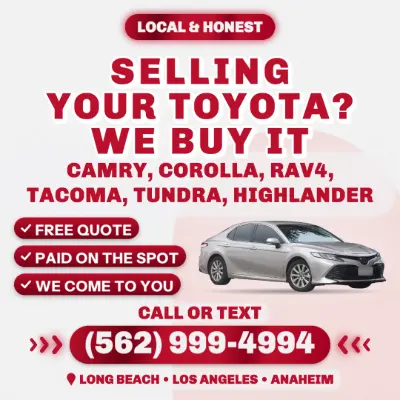 LOCAL & HONEST
SELLING
YOUR TOYOTA?
WE BUY IT
CAMRY, COROLLA, RAV4,
TACOMA, TUNDRA, HIGHLANDER
✓ FREE QUOTE
✓ PAID ON THE SPOT
✓ WE COME TO YOU
CALL OR TEXT
››› (562) 999-4994 ‹‹‹
LONG BEACH • LOS ANGELES • ANAHEIM